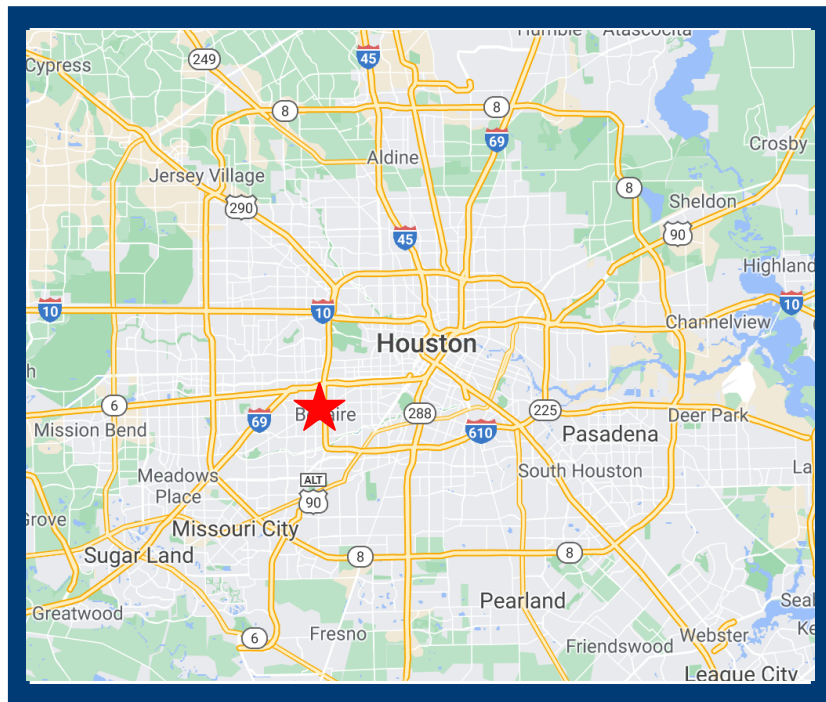 Humble Atascocita
Cypress
249
45
8
8
69
Crosby
Aldine
Jersey Village
8
290
Sheldon
45
90
Highland
10
10
10
Channelview
Houston
h
6
69
288
225
Deer Park
Mission Bend
610
Pasadena
South Houston
La
Meadows
Place
ALT
90
Grove
Missouri City
Sugar Land
8
8
Pearland
Greatwood
Fresno
6
Friendswood
Webster
League City